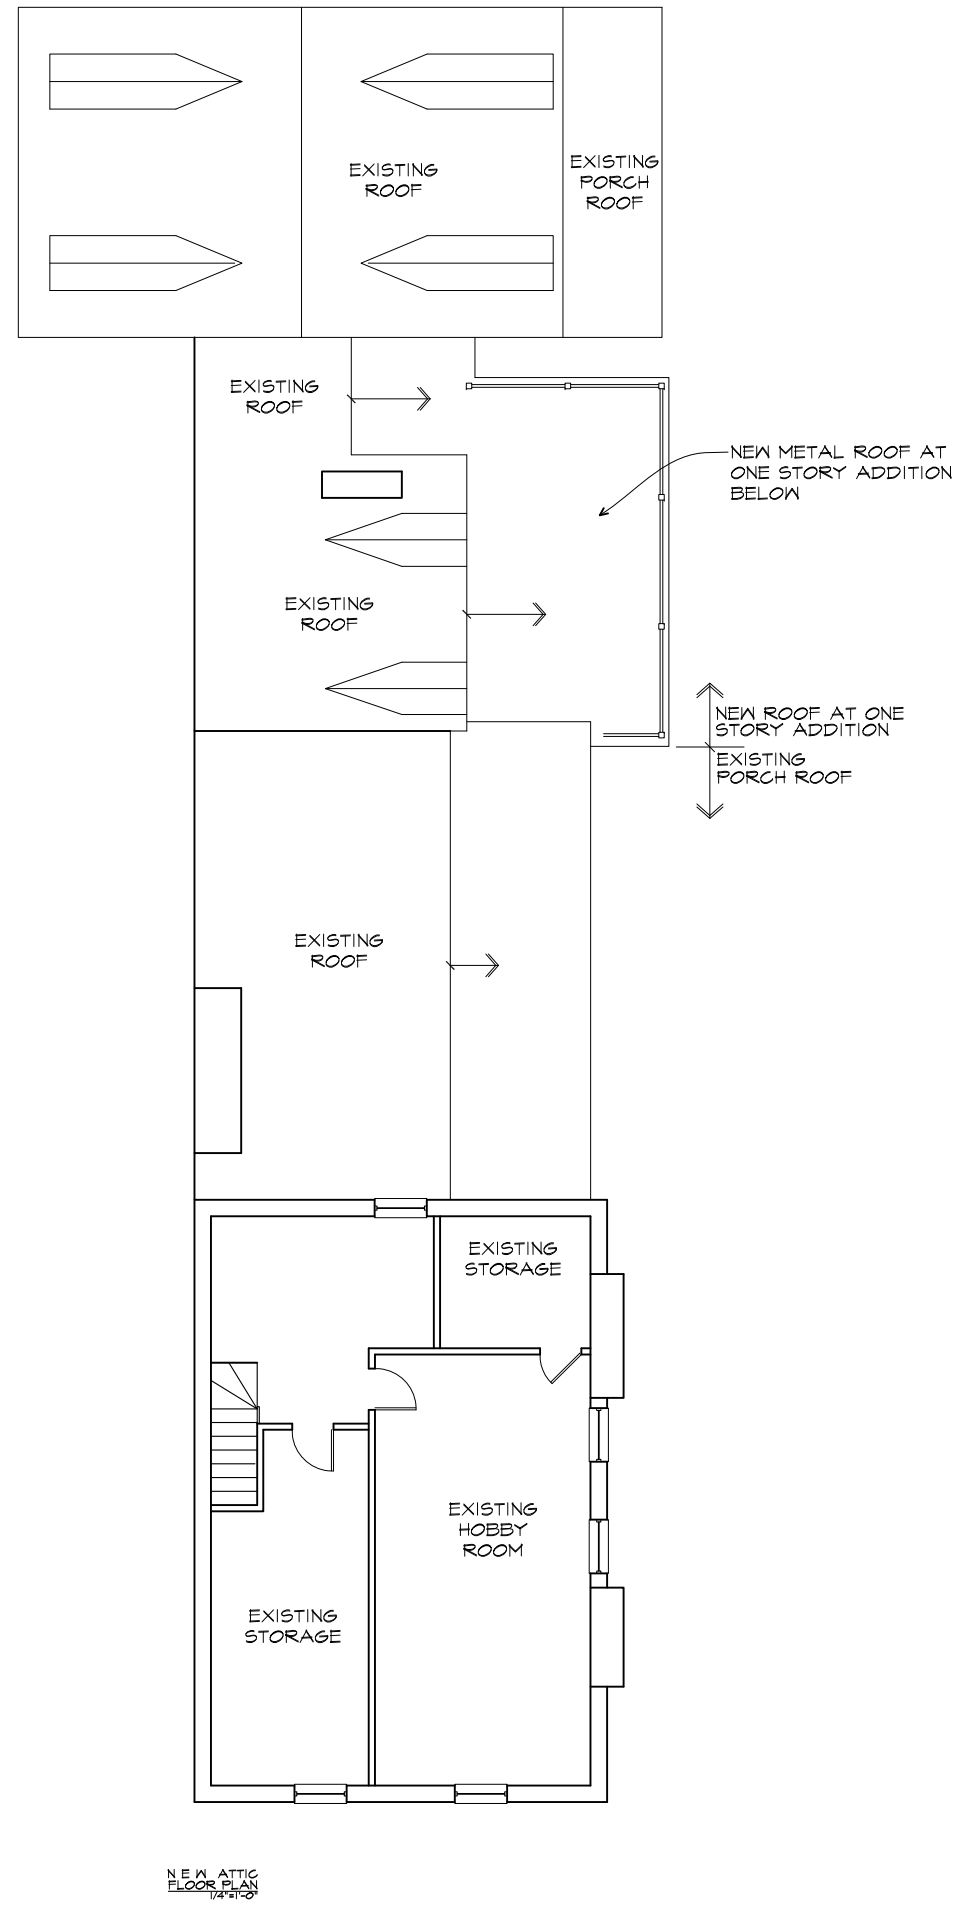 EXISTING
ROOF
EXISTING
PORCH
ROOF
EXISTING
ROOF
NEW METAL ROOF AT
ONE STORY ADDITION
BELOW
EXISTING
ROOF
NEW ROOF AT ONE
STORY ADDITION
EXISTING
PORCH ROOF
EXISTING
ROOF
EXISTING
STORAGE
EXISTING
HOBBY
ROOM
EXISTING
STORAGE
NEW ATTIC
FLOOR PLAN
1/4"=1'-0"